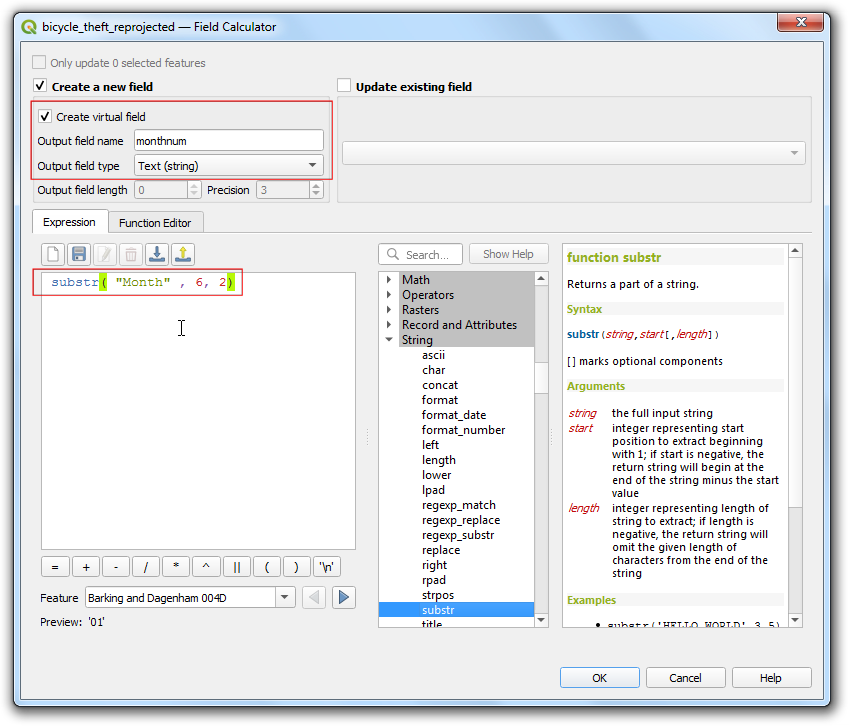 bicycle_theft_reprojected — Field Calculator
Only update 0 selected features
Create a new field
Update existing field
Create virtual field
Output field name monthnum
Output field type Text (string)
Output field length 0 Precision 3
Expression Function Editor
Search... Show Help
substr( "Month" , 6, 2)
Math
Operators
Rasters
Record and Attributes
String
ascii
char
concat
format
format_date
format_number
left
length
lower
lpad
regexp_match
regexp_replace
regexp_substr
replace
right
rpad
strpos
substr
title
function substr
Returns a part of a string.
Syntax
substr(string,start[,length])
[ ] marks optional components
Arguments
string the full input string
start integer representing start
position to extract beginning
with 1; if start is negative, the
return string will begin at the
end of the string minus the start
value
length integer representing length of
string to extract; if length is
negative, the return string will
omit the given length of
characters from the end of the
string
Examples
• substr('HELLO WORLD',3,5)
= + - / * ^ || ( ) '\n'
Feature Barking and Dagenham 004D
Preview: '01'
OK Cancel Help